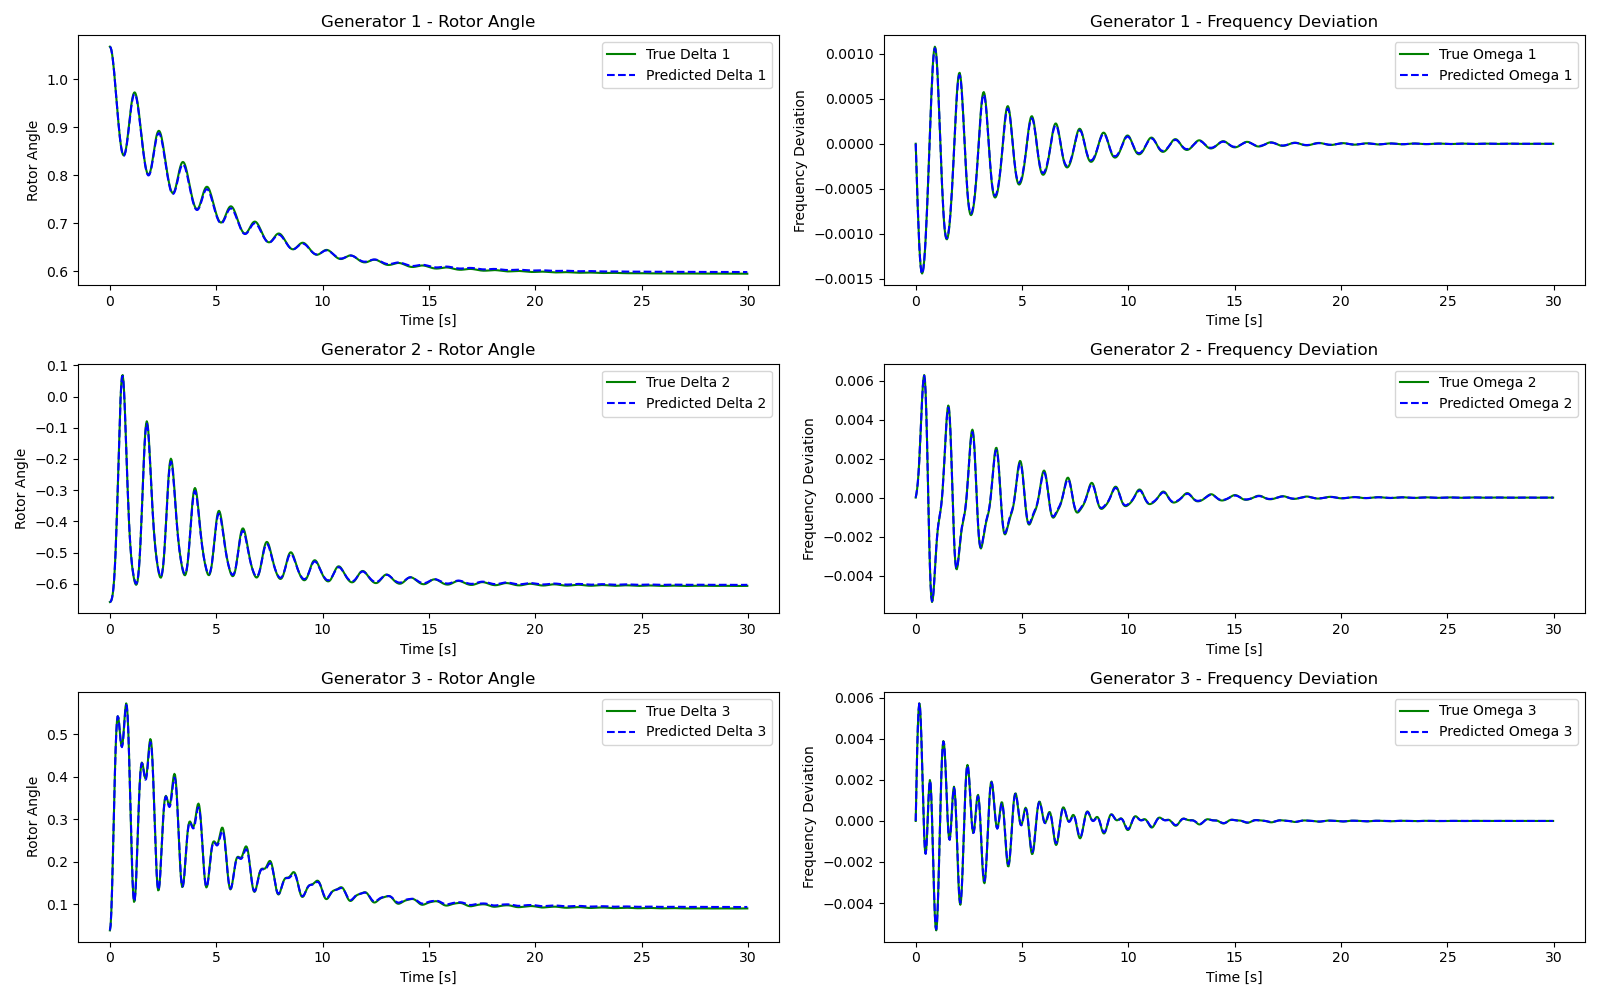 Generator 1 - Rotor Angle
Rotor Angle
1.0
0.9
0.8
0.7
0.6
True Delta 1
Predicted Delta 1
0 5 10 15 20 25 30
Time [s]
Generator 1 - Frequency Deviation
Frequency Deviation
0.0010
0.0005
0.0000
−0.0005
−0.0010
−0.0015
True Omega 1
Predicted Omega 1
0 5 10 15 20 25 30
Time [s]
Generator 2 - Rotor Angle
Rotor Angle
0.1
0.0
−0.1
−0.2
−0.3
−0.4
−0.5
−0.6
True Delta 2
Predicted Delta 2
0 5 10 15 20 25 30
Time [s]
Generator 2 - Frequency Deviation
Frequency Deviation
0.006
0.004
0.002
0.000
−0.002
−0.004
True Omega 2
Predicted Omega 2
0 5 10 15 20 25 30
Time [s]
Generator 3 - Rotor Angle
Rotor Angle
0.5
0.4
0.3
0.2
0.1
True Delta 3
Predicted Delta 3
0 5 10 15 20 25 30
Time [s]
Generator 3 - Frequency Deviation
Frequency Deviation
0.006
0.004
0.002
0.000
−0.002
−0.004
True Omega 3
Predicted Omega 3
0 5 10 15 20 25 30
Time [s]